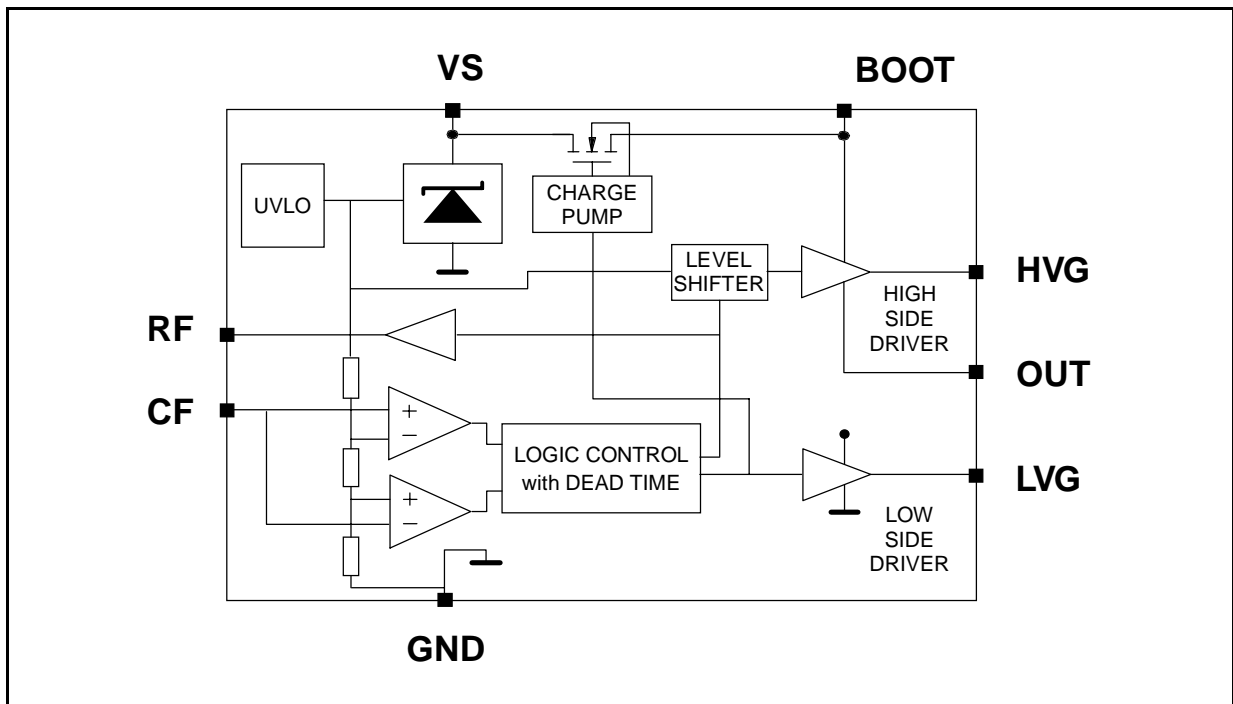 VS
BOOT
UVLO
CHARGE
PUMP
LEVEL
SHIFTER
HVG
HIGH
SIDE
DRIVER
RF
OUT
CF
+
−
LOGIC CONTROL
with DEAD TIME
+
−
LVG
LOW
SIDE
DRIVER
GND